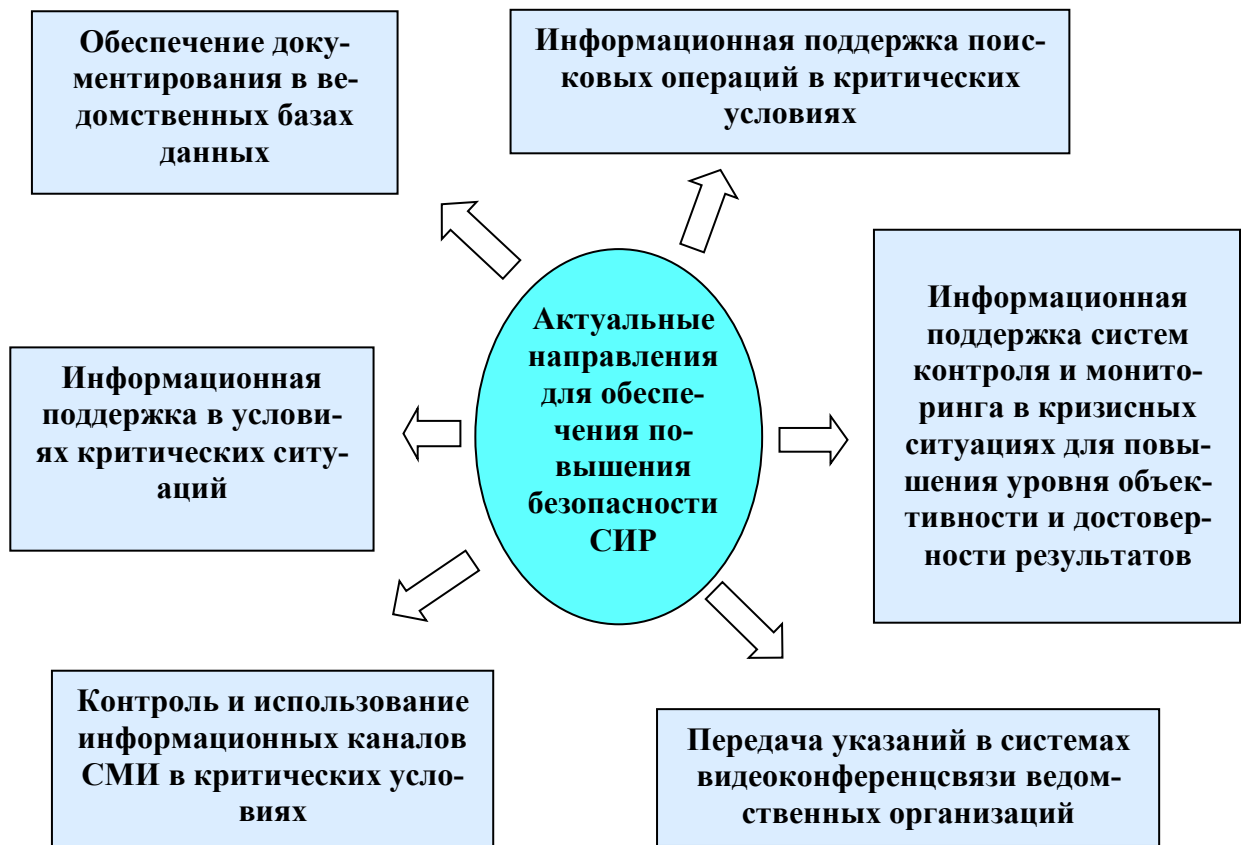 Обеспечение доку-
ментирования в ве-
домственных базах
данных
Информационная поддержка поис-
ковых операций в критических
условиях
Актуальные
направления
для обеспе-
чения по-
вышения
безопасности
СИР
Информационная
поддержка систем
контроля и монито-
ринга в кризисных
ситуациях для повы-
шения уровня объек-
тивности и достовер-
ности результатов
Информационная
поддержка в услови-
ях критических ситу-
аций
Контроль и использование
информационных каналов
СМИ в критических усло-
виях
Передача указаний в системах
видеоконференцсвязи ведом-
ственных организаций